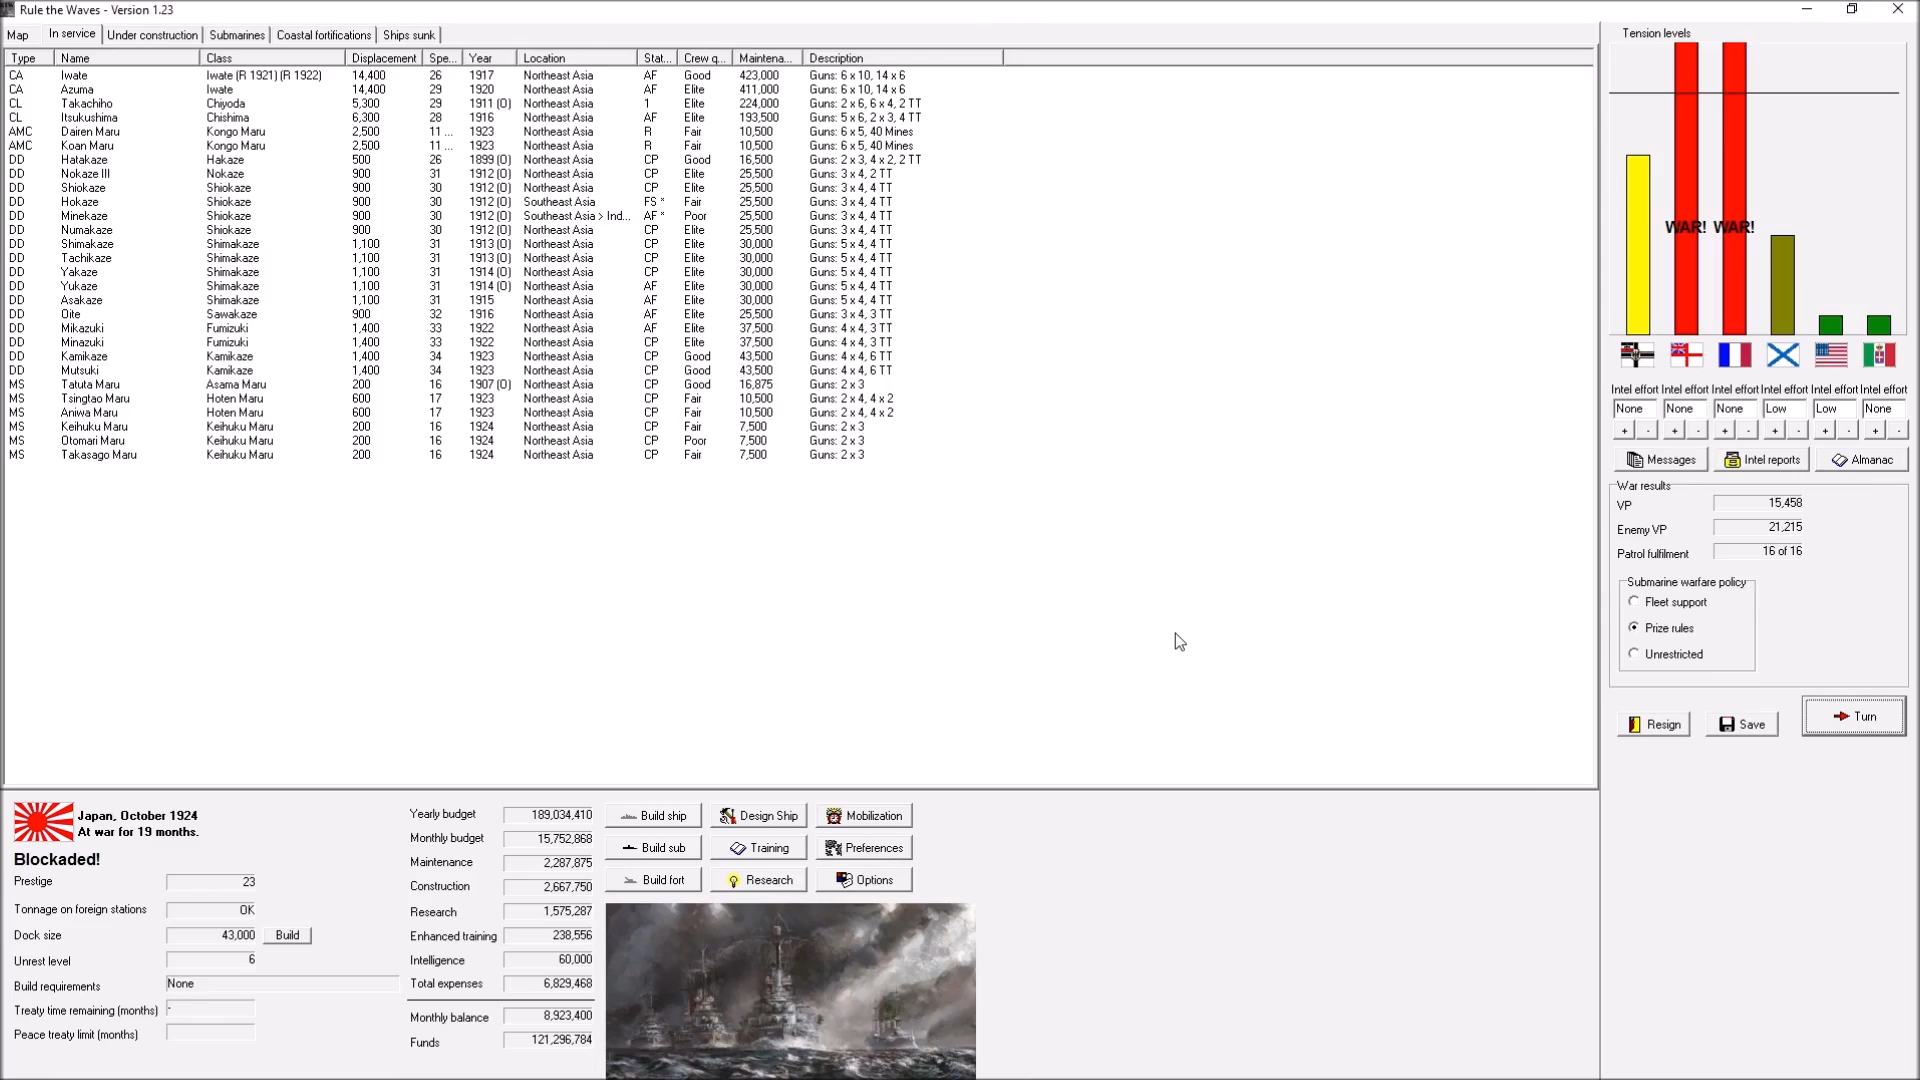 Rule the Waves - Version 1.23
Map In service Under construction Submarines Coastal fortifications Ships sunk
Type Name Class Displacement Spe... Year Location Stat... Crew q... Maintena... Description
CA Iwate Iwate (R 1921) (R 1922) 14,400 26 1917 Northeast Asia AF Good 423,000 Guns: 6 x 10, 14 x 6
CA Azuma Iwate 14,400 29 1920 Northeast Asia AF Elite 411,000 Guns: 6 x 10, 14 x 6
CL Takachiho Chiyoda 5,300 29 1911 (O) Northeast Asia 1 Elite 224,000 Guns: 2 x 6, 6 x 4, 2 TT
CL Itsukushima Chishima 6,300 28 1916 Northeast Asia AF Elite 193,500 Guns: 5 x 6, 2 x 3, 4 TT
AMC Dairen Maru Kongo Maru 2,500 11 ... 1923 Northeast Asia R Fair 10,500 Guns: 6 x 5, 40 Mines
AMC Koan Maru Kongo Maru 2,500 11 ... 1923 Northeast Asia R Fair 10,500 Guns: 6 x 5, 40 Mines
DD Hatakaze Hakaze 500 26 1899 (O) Northeast Asia CP Good 16,500 Guns: 2 x 3, 4 x 2, 2 TT
DD Nokaze III Nokaze 900 31 1912 (O) Northeast Asia CP Elite 25,500 Guns: 3 x 4, 2 TT
DD Shiokaze Shiokaze 900 30 1912 (O) Northeast Asia CP Elite 25,500 Guns: 3 x 4, 4 TT
DD Hokaze Shiokaze 900 30 1912 (O) Southeast Asia FS * Fair 25,500 Guns: 3 x 4, 4 TT
DD Minekaze Shiokaze 900 30 1912 (O) Southeast Asia > Ind... AF * Poor 25,500 Guns: 3 x 4, 4 TT
DD Numakaze Shiokaze 900 30 1912 (O) Northeast Asia CP Elite 25,500 Guns: 3 x 4, 4 TT
DD Shimakaze Shimakaze 1,100 31 1913 (O) Northeast Asia CP Elite 30,000 Guns: 5 x 4, 4 TT
DD Tachikaze Shimakaze 1,100 31 1913 (O) Northeast Asia CP Elite 30,000 Guns: 5 x 4, 4 TT
DD Yakaze Shimakaze 1,100 31 1914 (O) Northeast Asia CP Elite 30,000 Guns: 5 x 4, 4 TT
DD Yukaze Shimakaze 1,100 31 1914 (O) Northeast Asia AF Elite 30,000 Guns: 5 x 4, 4 TT
DD Asakaze Shimakaze 1,100 31 1915 Northeast Asia AF Elite 30,000 Guns: 5 x 4, 4 TT
DD Oite Sawakaze 900 32 1916 Northeast Asia AF Elite 25,500 Guns: 3 x 4, 3 TT
DD Mikazuki Fumizuki 1,400 33 1922 Northeast Asia AF Elite 37,500 Guns: 4 x 4, 3 TT
DD Minazuki Fumizuki 1,400 33 1922 Northeast Asia AF Elite 37,500 Guns: 4 x 4, 3 TT
DD Kamikaze Kamikaze 1,400 34 1923 Northeast Asia CP Good 43,500 Guns: 4 x 4, 6 TT
DD Mutsuki Kamikaze 1,400 34 1923 Northeast Asia CP Good 43,500 Guns: 4 x 4, 6 TT
MS Tatuta Maru Asama Maru 200 16 1907 (O) Northeast Asia CP Good 16,875 Guns: 2 x 3
MS Tsingtao Maru Hoten Maru 600 17 1923 Northeast Asia CP Fair 10,500 Guns: 2 x 4, 4 x 2
MS Aniwa Maru Hoten Maru 600 17 1923 Northeast Asia CP Fair 10,500 Guns: 2 x 4, 4 x 2
MS Keihuku Maru Keihuku Maru 200 16 1924 Northeast Asia CP Fair 7,500 Guns: 2 x 3
MS Otomari Maru Keihuku Maru 200 16 1924 Northeast Asia CP Poor 7,500 Guns: 2 x 3
MS Takasago Maru Keihuku Maru 200 16 1924 Northeast Asia CP Fair 7,500 Guns: 2 x 3
Tension levels
WAR! WAR!
Intel effort Intel effort Intel effort Intel effort Intel effort Intel effort
None None None Low Low None
+ - + - + - + - + - + -
Messages Intel reports Almanac
War results
VP 15,458
Enemy VP 21,215
Patrol fulfilment 16 of 16
Submarine warfare policy
Fleet support
Prize rules
Unrestricted
Resign Save Turn
Japan, October 1924
At war for 19 months.
Blockaded!
Prestige 23
Tonnage on foreign stations OK
Dock size 43,000 Build
Unrest level 6
Build requirements None
Treaty time remaining (months) -
Peace treaty limit (months)
Yearly budget 189,034,410
Monthly budget 15,752,868
Maintenance 2,287,875
Construction 2,667,750
Research 1,575,287
Enhanced training 238,556
Intelligence 60,000
Total expenses 6,829,468
Monthly balance 8,923,400
Funds 121,296,784
Build ship Design Ship Mobilization
Build sub Training Preferences
Build fort Research Options